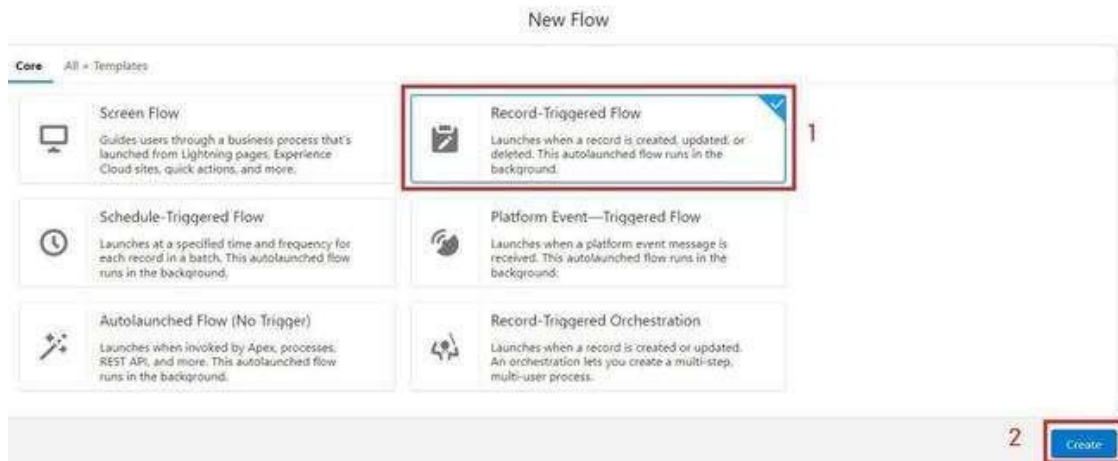 New Flow
Core All + Templates
Screen Flow
Guides users through a business process that's
launched from Lightning pages, Experience
Cloud sites, quick actions, and more.
Record-Triggered Flow
Launches when a record is created, updated, or
deleted. This autolaunched flow runs in the
background.
1
Schedule-Triggered Flow
Launches at a specified time and frequency for
each record in a batch. This autolaunched flow
runs in the background.
Platform Event—Triggered Flow
Launches when a platform event message is
received. This autolaunched flow runs in the
background.
Autolaunched Flow (No Trigger)
Launches when invoked by Apex, processes,
REST API, and more. This autolaunched flow
runs in the background.
Record-Triggered Orchestration
Launches when a record is created or updated.
An orchestration lets you create a multi-step,
multi-user process.
2
Create